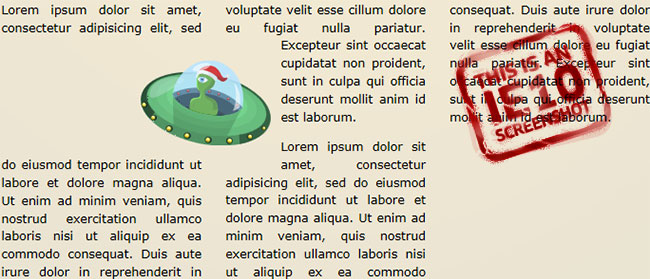 Lorem ipsum dolor sit amet,
consectetur adipisicing elit, sed
do eiusmod tempor incididunt ut
labore et dolore magna aliqua.
Ut enim ad minim veniam, quis
nostrud exercitation ullamco
laboris nisi ut aliquip ex ea
commodo consequat. Duis aute
irure dolor in reprehenderit in
voluptate velit esse cillum dolore
eu fugiat nulla pariatur.
Excepteur sint occaecat
cupidatat non proident,
sunt in culpa qui officia
deserunt mollit anim id
est laborum.
Lorem ipsum dolor sit
amet, consectetur
adipisicing elit, sed do eiusmod
tempor incididunt ut labore et
dolore magna aliqua. Ut enim ad
minim veniam, quis nostrud
exercitation ullamco laboris nisi
ut aliquip ex ea commodo
consequat. Duis aute irure dolor
in reprehenderit in voluptate
velit esse cillum dolore eu fugiat
nulla pariatur. Excepteur sint
occaecat cupidatat non proident,
sunt in culpa qui officia deserunt
mollit anim id est laborum.
THIS IS AN
IE10
SCREENSHOT